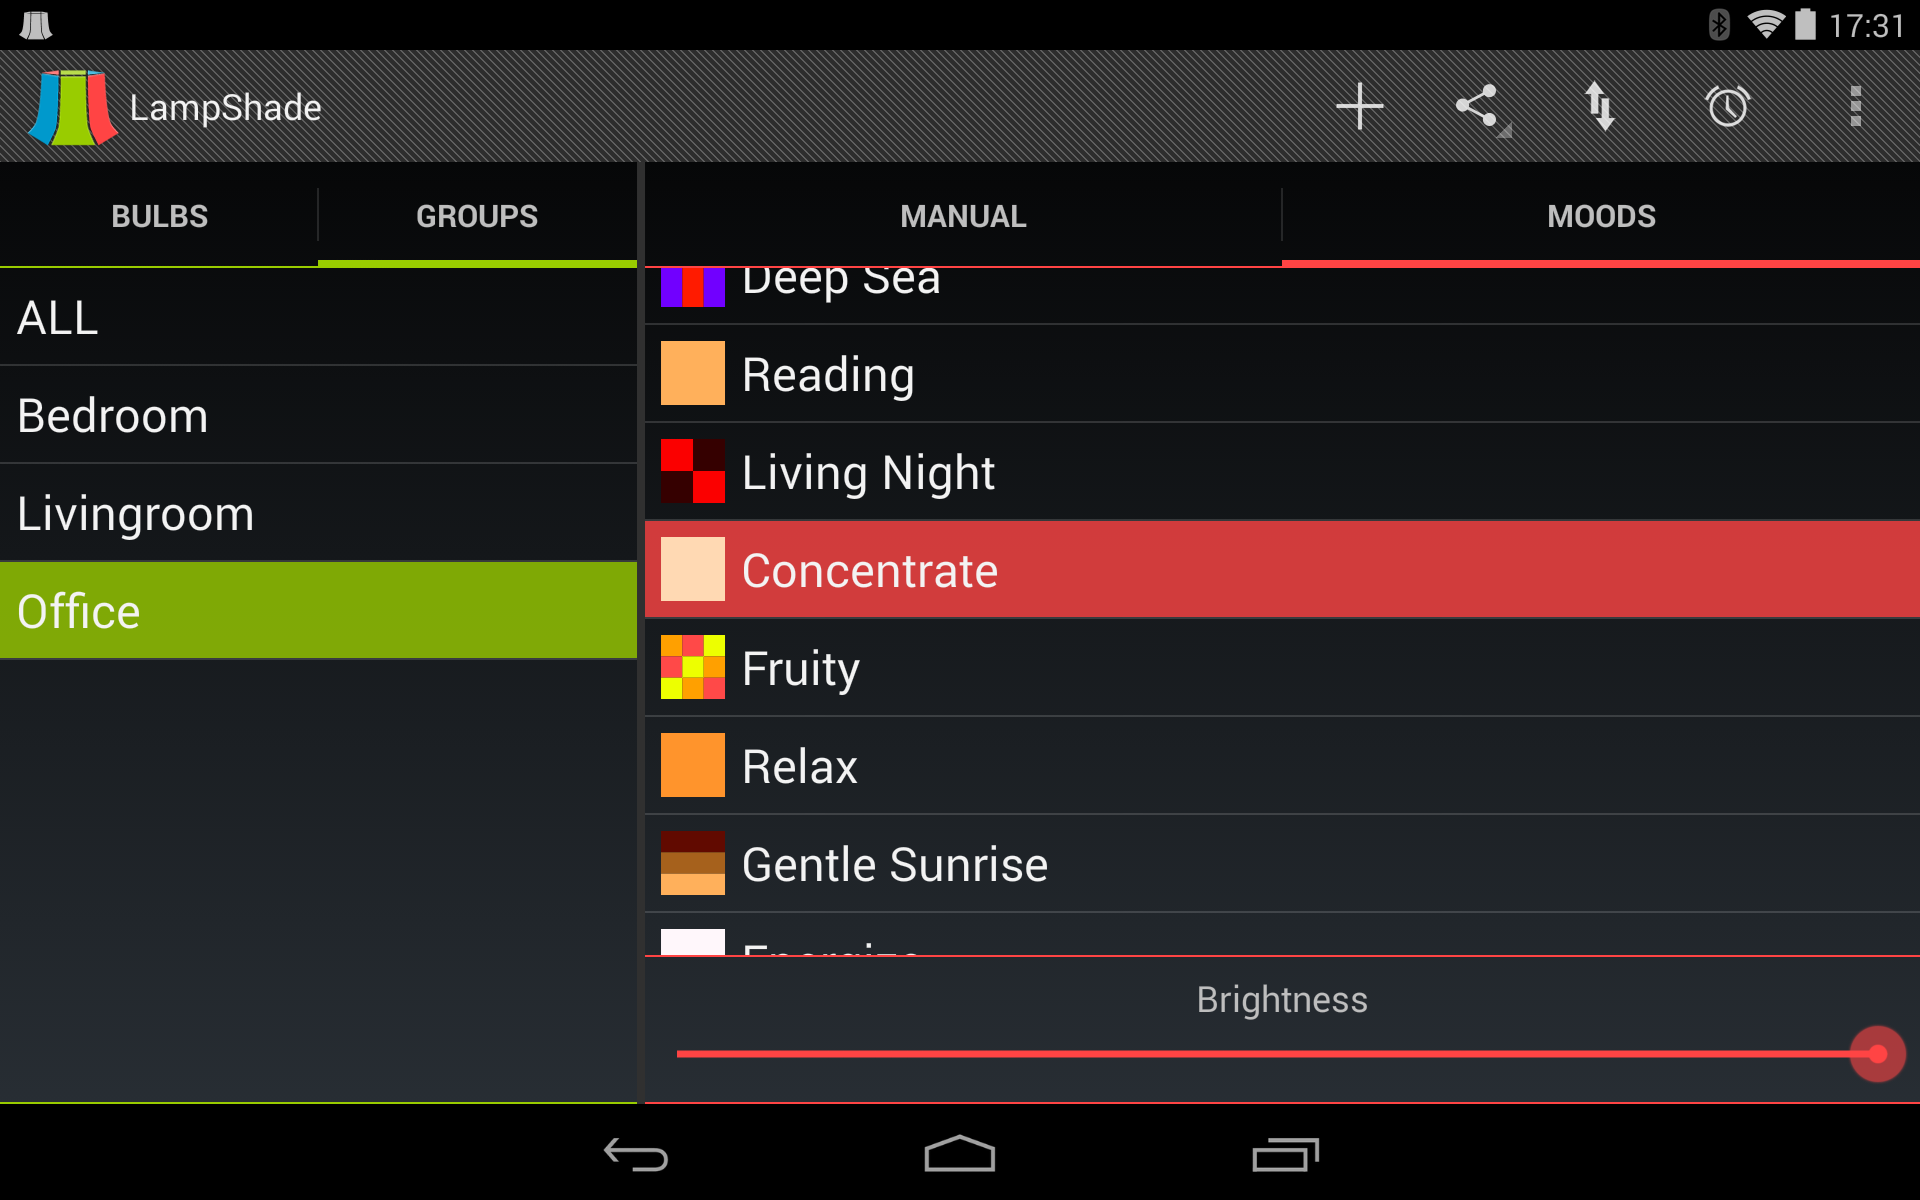 17:31
LampShade
BULBS
GROUPS
MANUAL
MOODS
ALL
Bedroom
Livingroom
Office
Deep Sea
Reading
Living Night
Concentrate
Fruity
Relax
Gentle Sunrise
Energize
Brightness